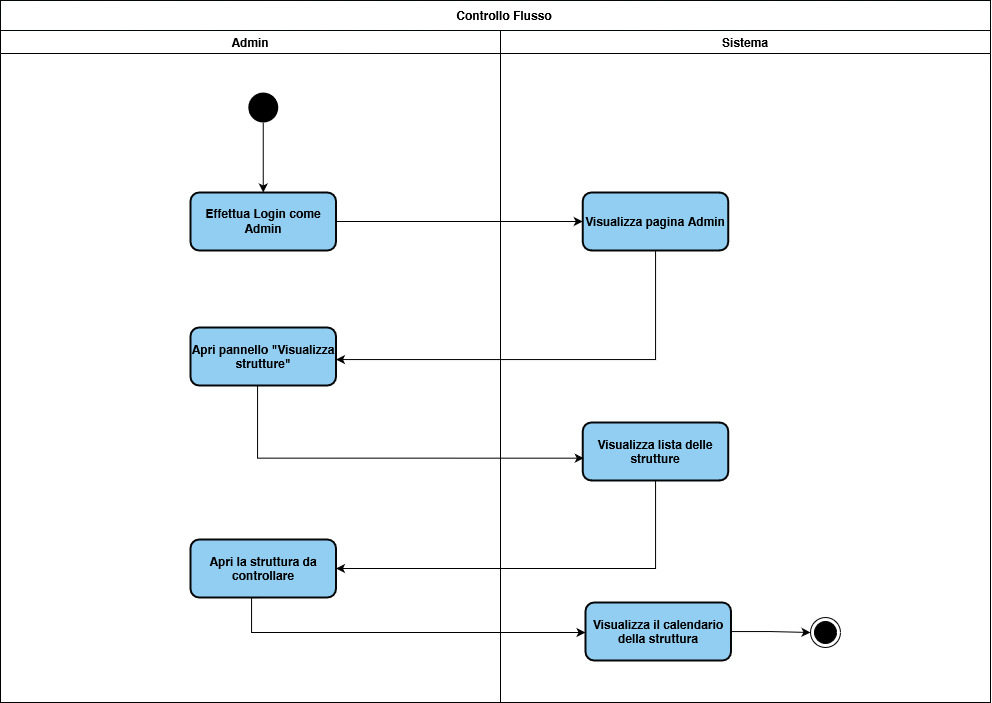 Controllo Flusso
Admin
Sistema
Effettua Login come
Admin
Visualizza pagina Admin
Apri pannello "Visualizza
strutture"
Visualizza lista delle
strutture
Apri la struttura da
controllare
Visualizza il calendario
della struttura